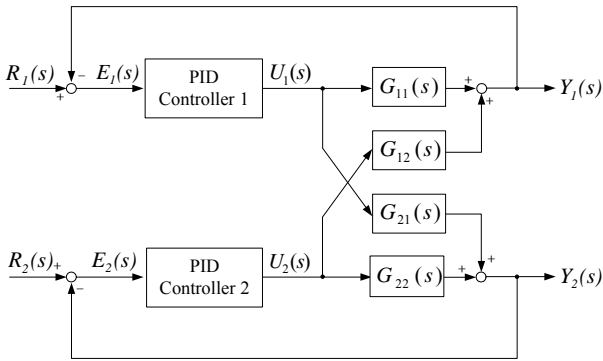 R₁(s)
−
+
E₁(s)
PID
Controller 1
U₁(s)
G₁₁(s)
+
+
Y₁(s)
G₁₂(s)
G₂₁(s)
R₂(s)
+
−
E₂(s)
PID
Controller 2
U₂(s)
G₂₂(s)
+
+
Y₂(s)